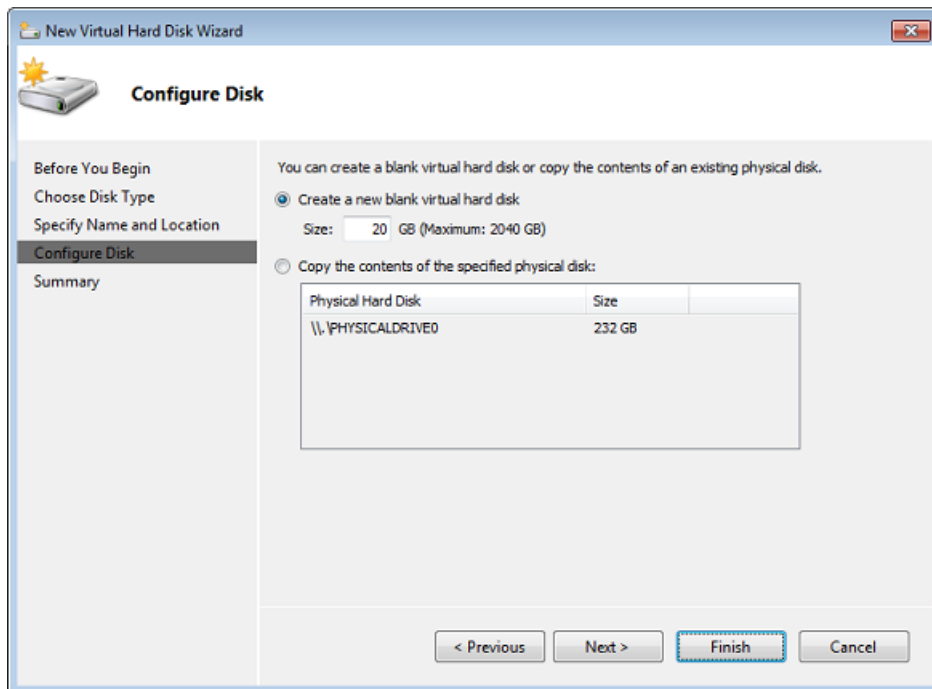 New Virtual Hard Disk Wizard
Configure Disk
Before You Begin
Choose Disk Type
Specify Name and Location
Configure Disk
Summary
You can create a blank virtual hard disk or copy the contents of an existing physical disk.
Create a new blank virtual hard disk
Size: 20 GB (Maximum: 2040 GB)
Copy the contents of the specified physical disk:
Physical Hard Disk Size
\\.\PHYSICALDRIVE0 232 GB
< Previous Next > Finish Cancel